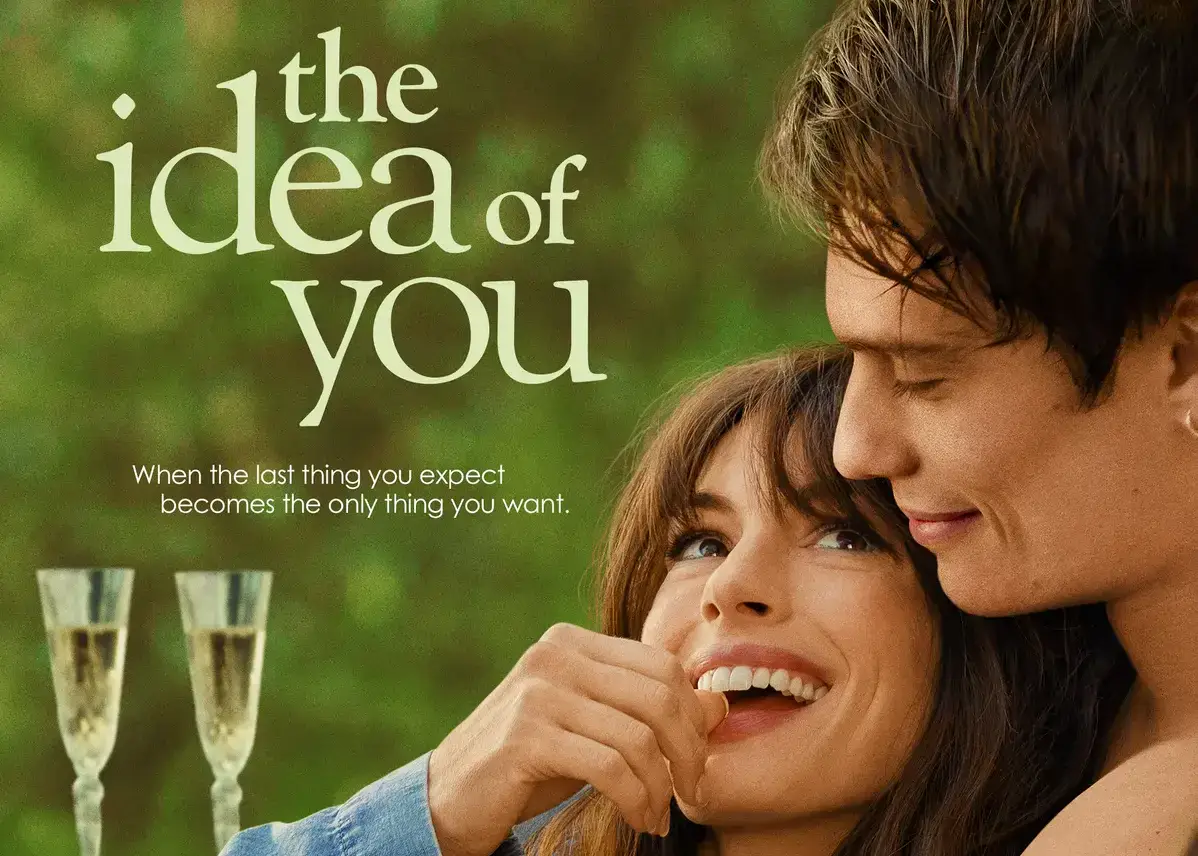 the
idea of
you
When the last thing you expect
becomes the only thing you want.